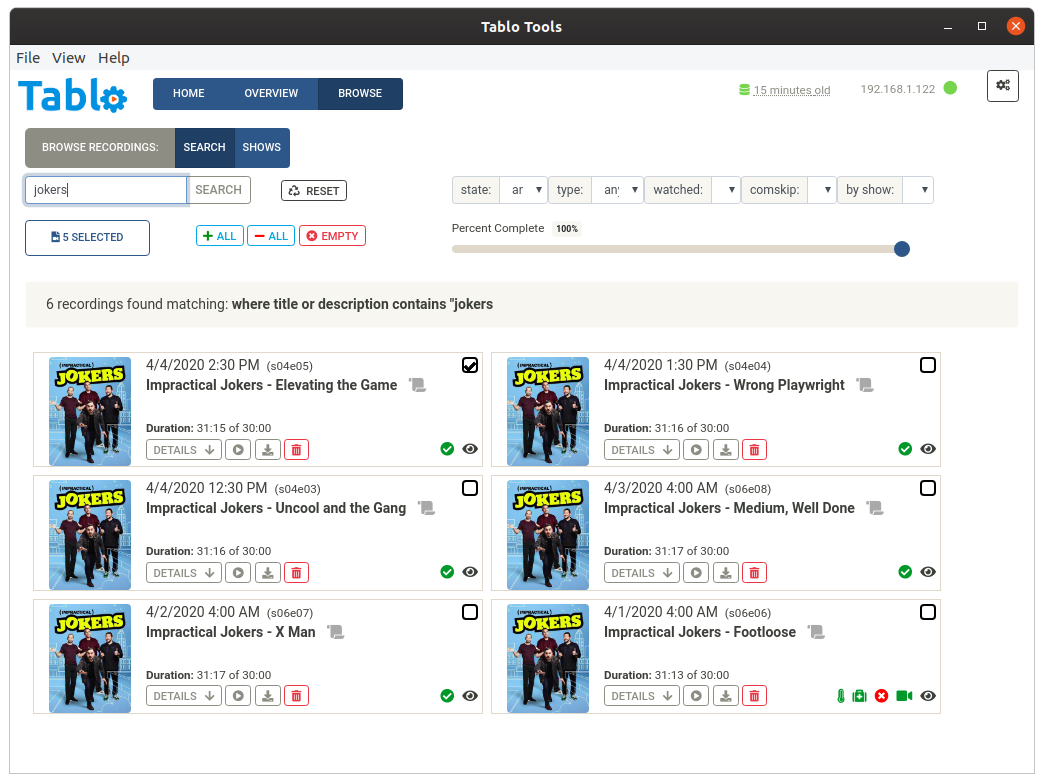 Tablo Tools
File View Help
Tablo HOME OVERVIEW BROWSE 15 minutes old 192.168.1.122
BROWSE RECORDINGS: SEARCH SHOWS
jokers SEARCH RESET state: ar type: any watched: comskip: by show:
5 SELECTED + ALL - ALL EMPTY Percent Complete 100%
6 recordings found matching: where title or description contains "jokers
4/4/2020 2:30 PM (s04e05)
Impractical Jokers - Elevating the Game
Duration: 31:15 of 30:00
DETAILS
(IMPRACTICAL)
JOKERS
4/4/2020 1:30 PM (s04e04)
Impractical Jokers - Wrong Playwright
Duration: 31:16 of 30:00
DETAILS
(IMPRACTICAL)
JOKERS
4/4/2020 12:30 PM (s04e03)
Impractical Jokers - Uncool and the Gang
Duration: 31:16 of 30:00
DETAILS
(IMPRACTICAL)
JOKERS
4/3/2020 4:00 AM (s06e08)
Impractical Jokers - Medium, Well Done
Duration: 31:17 of 30:00
DETAILS
(IMPRACTICAL)
JOKERS
4/2/2020 4:00 AM (s06e07)
Impractical Jokers - X Man
Duration: 31:17 of 30:00
DETAILS
(IMPRACTICAL)
JOKERS
4/1/2020 4:00 AM (s06e06)
Impractical Jokers - Footloose
Duration: 31:13 of 30:00
DETAILS
(IMPRACTICAL)
JOKERS